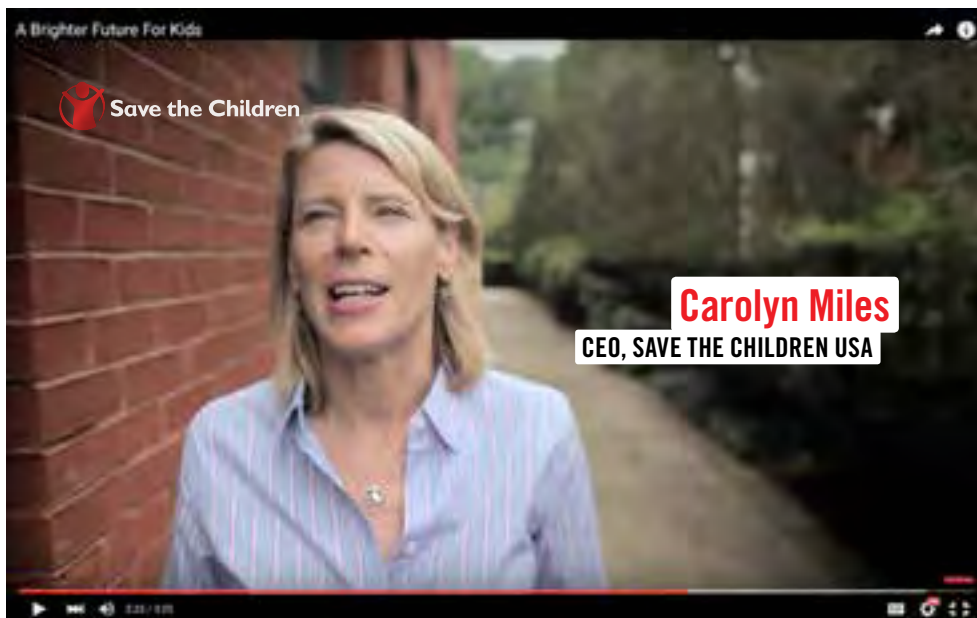 A Brighter Future For Kids
Save the Children
Carolyn Miles
CEO, SAVE THE CHILDREN USA